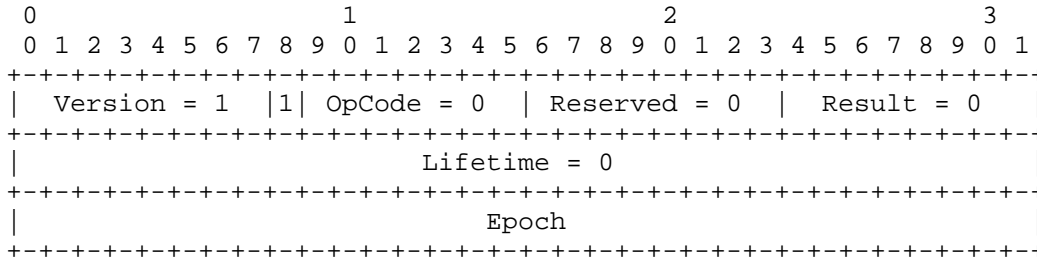 0                   1                   2                   3
 0 1 2 3 4 5 6 7 8 9 0 1 2 3 4 5 6 7 8 9 0 1 2 3 4 5 6 7 8 9 0 1
+-+-+-+-+-+-+-+-+-+-+-+-+-+-+-+-+-+-+-+-+-+-+-+-+-+-+-+-+-+-+-+--
|  Version = 1  |1| OpCode = 0  | Reserved = 0  |  Result = 0   |
+-+-+-+-+-+-+-+-+-+-+-+-+-+-+-+-+-+-+-+-+-+-+-+-+-+-+-+-+-+-+-+--
|                         Lifetime = 0                          |
+-+-+-+-+-+-+-+-+-+-+-+-+-+-+-+-+-+-+-+-+-+-+-+-+-+-+-+-+-+-+-+--
|                             Epoch                             |
+-+-+-+-+-+-+-+-+-+-+-+-+-+-+-+-+-+-+-+-+-+-+-+-+-+-+-+-+-+-+-+--